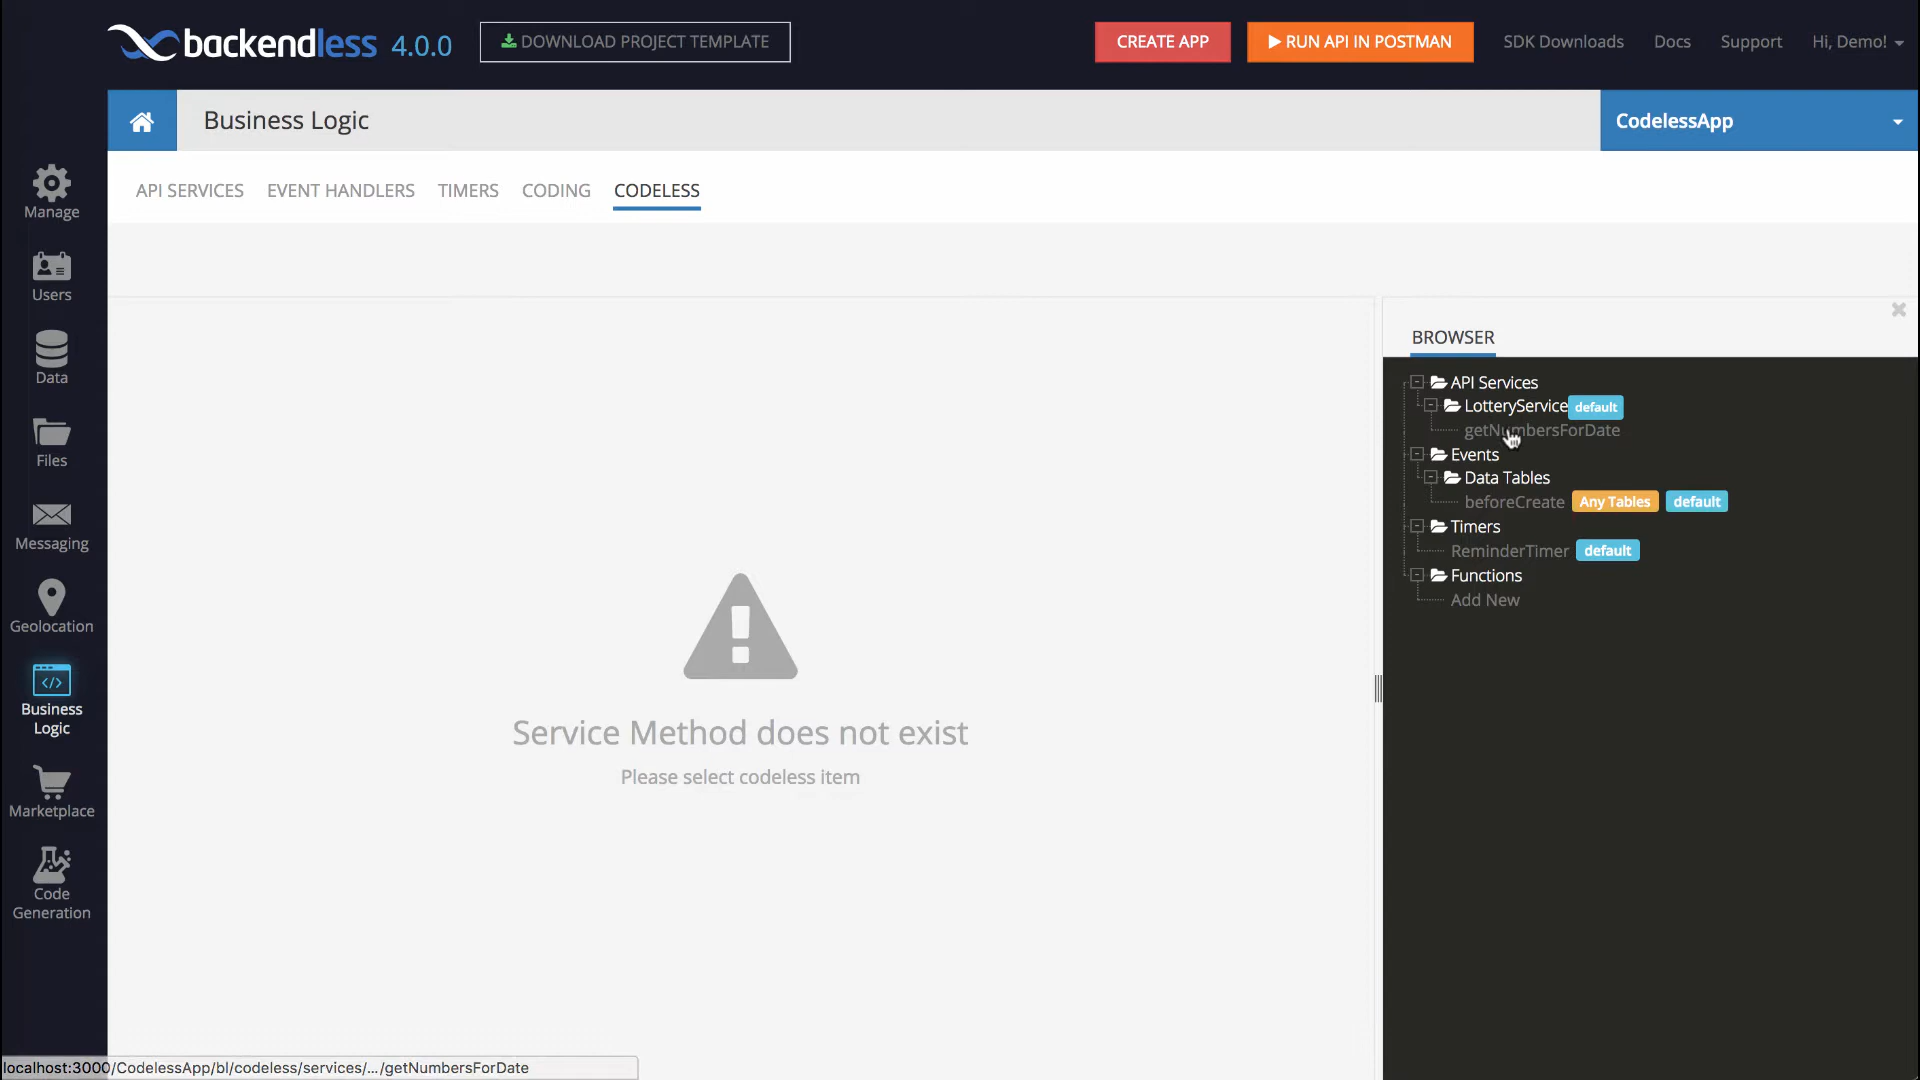 backendless 4.0.0
DOWNLOAD PROJECT TEMPLATE
CREATE APP
RUN API IN POSTMAN
SDK Downloads
Docs
Support
Hi, Demo!
Business Logic
CodelessApp
API SERVICES
EVENT HANDLERS
TIMERS
CODING
CODELESS
Manage
Users
Data
Files
Messaging
Geolocation
</>
Business
Logic
Marketplace
Code
Generation
Service Method does not exist
Please select codeless item
BROWSER
API Services
LotteryService default
getNumbersForDate
Events
Data Tables
beforeCreate Any Tables default
Timers
ReminderTimer default
Functions
Add New
localhost:3000/CodelessApp/bl/codeless/services/.../getNumbersForDate